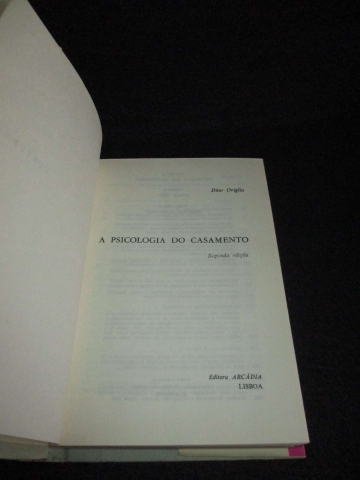 Dino Origlia
A PSICOLOGIA DO CASAMENTO
Segunda edição
Editora ARCÁDIA
LISBOA